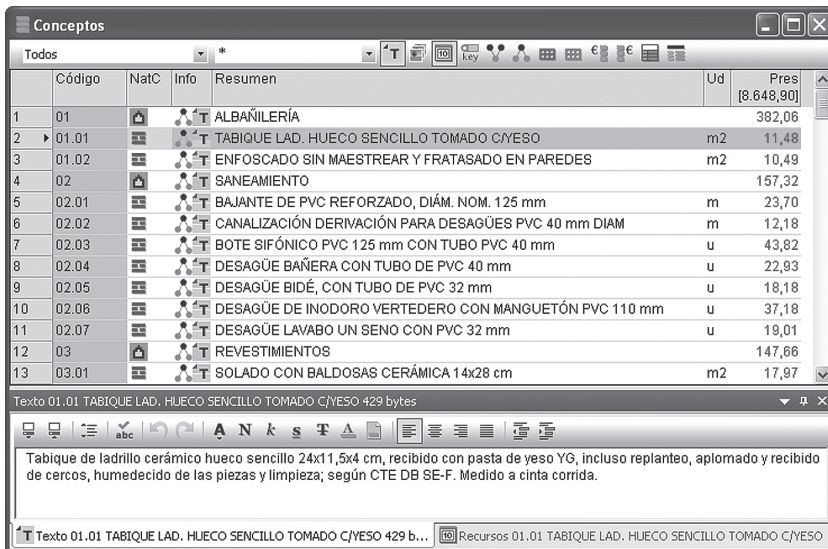 Conceptos
Todos * T 10 key € €
Código NatC Info Resumen Ud Pres
[8.648,90]
1 01 T ALBAÑILERÍA 382,06
2 01.01 T TABIQUE LAD. HUECO SENCILLO TOMADO C/YESO m2 11,48
3 01.02 T ENFOSCADO SIN MAESTREAR Y FRATASADO EN PAREDES m2 10,49
4 02 T SANEAMIENTO 157,32
5 02.01 T BAJANTE DE PVC REFORZADO, DIÁM. NOM. 125 mm m 23,70
6 02.02 T CANALIZACIÓN DERIVACIÓN PARA DESAGÜES PVC 40 mm DIAM m 12,18
7 02.03 T BOTE SIFÓNICO PVC 125 mm CON TUBO PVC 40 mm u 43,82
8 02.04 T DESAGÜE BAÑERA CON TUBO DE PVC 40 mm u 22,93
9 02.05 T DESAGÜE BIDÉ, CON TUBO DE PVC 32 mm u 18,18
10 02.06 T DESAGÜE DE INODORO VERTEDERO CON MANGUETÓN PVC 110 mm u 37,18
11 02.07 T DESAGÜE LAVABO UN SENO CON PVC 32 mm u 19,01
12 03 T REVESTIMIENTOS 147,66
13 03.01 T SOLADO CON BALDOSAS CERÁMICA 14x28 cm m2 17,97
Texto 01.01 TABIQUE LAD. HUECO SENCILLO TOMADO C/YESO 429 bytes
abc A N k s T A
Tabique de ladrillo cerámico hueco sencillo 24x11,5x4 cm, recibido con pasta de yeso YG, incluso replanteo, aplomado y recibido
de cercos, humedecido de las piezas y limpieza; según CTE DB SE-F. Medido a cinta corrida.
T Texto 01.01 TABIQUE LAD. HUECO SENCILLO TOMADO C/YESO 429 b... 10 Recursos 01.01 TABIQUE LAD. HUECO SENCILLO TOMADO C/YESO